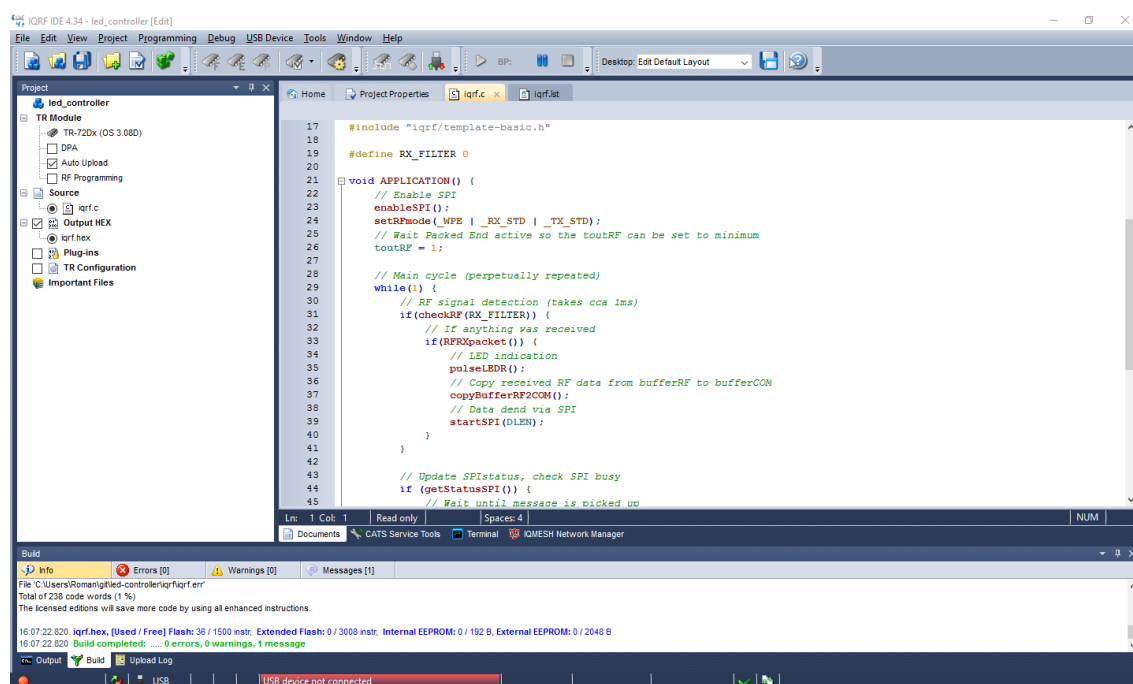 IQRF IDE 4.34 - led_controller [Edit]
File Edit View Project Programming Debug USB Device Tools Window Help
BP: Desktop: Edit Default Layout
Project
led_controller
TR Module
TR-72Dx (OS 3.08D)
DPA
Auto Upload
RF Programming
Source
iqrf.c
Output HEX
iqrf.hex
Plug-ins
TR Configuration
Important Files
Home Project Properties iqrf.c iqrf.lst
17 #include "iqrf/template-basic.h"
18
19 #define RX_FILTER 0
20
21 void APPLICATION() {
22 // Enable SPI
23 enableSPI();
24 setRFmode(_WPE | _RX_STD | _TX_STD);
25 // Wait Packed End active so the toutRF can be set to minimum
26 toutRF = 1;
27
28 // Main cycle (perpetually repeated)
29 while(1) {
30 // RF signal detection (takes cca 1ms)
31 if(checkRF(RX_FILTER)) {
32 // If anything was received
33 if(RFRXpacket()) {
34 // LED indication
35 pulseLEDR();
36 // Copy received RF data from bufferRF to bufferCOM
37 copyBufferRF2COM();
38 // Data dend via SPI
39 startSPI(DLEN);
40 }
41 }
42
43 // Update SPIstatus, check SPI busy
44 if (getStatusSPI()) {
45 // Wait until message is picked up
Ln: 1 Col: 1 Read only Spaces: 4 NUM
Documents CATS Service Tools Terminal IQMESH Network Manager
Build
Info Errors [0] Warnings [0] Messages [1]
File 'C:\Users\Roman\git\led-controller\iqrf\iqrf.err'
Total of 238 code words (1 %)
The licensed editions will save more code by using all enhanced instructions.
16:07:22.820 iqrf.hex, [Used / Free] Flash: 36 / 1500 instr, Extended Flash: 0 / 3008 instr, Internal EEPROM: 0 / 192 B, External EEPROM: 0 / 2048 B
16:07:22.820 Build completed: ..... 0 errors, 0 warnings, 1 message
Output Build Upload Log
USB USB device not connected